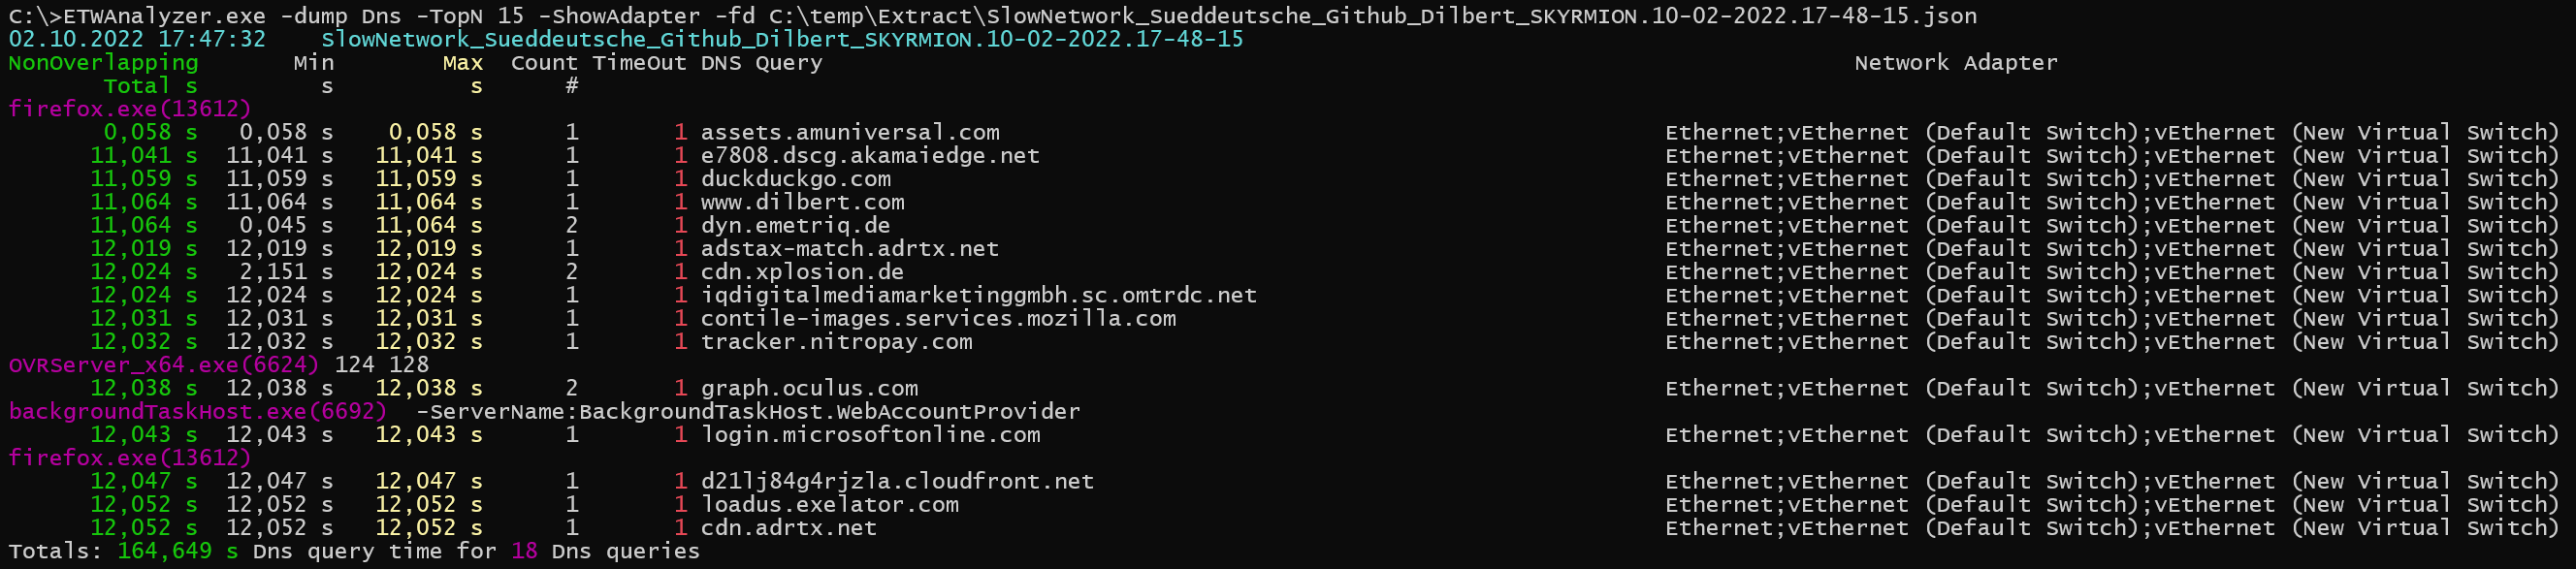 C:\>ETWAnalyzer.exe -dump Dns -TopN 15 -ShowAdapter -fd C:\temp\Extract\SlowNetwork_Sueddeutsche_Github_Dilbert_SKYRMION.10-02-2022.17-48-15.json
02.10.2022 17:47:32    SlowNetwork_Sueddeutsche_Github_Dilbert_SKYRMION.10-02-2022.17-48-15
NonOverlapping       Min        Max  Count TimeOut DNS Query                                                                            Network Adapter
Total s         s          s      #
firefox.exe(13612)
0,058 s   0,058 s    0,058 s      1       1 assets.amuniversal.com                                                 Ethernet;vEthernet (Default Switch);vEthernet (New Virtual Switch)
11,041 s  11,041 s   11,041 s      1       1 e7808.dscg.akamaiedge.net                                              Ethernet;vEthernet (Default Switch);vEthernet (New Virtual Switch)
11,059 s  11,059 s   11,059 s      1       1 duckduckgo.com                                                         Ethernet;vEthernet (Default Switch);vEthernet (New Virtual Switch)
11,064 s  11,064 s   11,064 s      1       1 www.dilbert.com                                                        Ethernet;vEthernet (Default Switch);vEthernet (New Virtual Switch)
11,064 s   0,045 s   11,064 s      2       1 dyn.emetriq.de                                                         Ethernet;vEthernet (Default Switch);vEthernet (New Virtual Switch)
12,019 s  12,019 s   12,019 s      1       1 adstax-match.adrtx.net                                                 Ethernet;vEthernet (Default Switch);vEthernet (New Virtual Switch)
12,024 s   2,151 s   12,024 s      2       1 cdn.xplosion.de                                                        Ethernet;vEthernet (Default Switch);vEthernet (New Virtual Switch)
12,024 s  12,024 s   12,024 s      1       1 iqdigitalmediamarketinggmbh.sc.omtrdc.net                              Ethernet;vEthernet (Default Switch);vEthernet (New Virtual Switch)
12,031 s  12,031 s   12,031 s      1       1 contile-images.services.mozilla.com                                    Ethernet;vEthernet (Default Switch);vEthernet (New Virtual Switch)
12,032 s  12,032 s   12,032 s      1       1 tracker.nitropay.com                                                   Ethernet;vEthernet (Default Switch);vEthernet (New Virtual Switch)
OVRServer_x64.exe(6624) 124 128
12,038 s  12,038 s   12,038 s      2       1 graph.oculus.com                                                       Ethernet;vEthernet (Default Switch);vEthernet (New Virtual Switch)
backgroundTaskHost.exe(6692)  -ServerName:BackgroundTaskHost.WebAccountProvider
12,043 s  12,043 s   12,043 s      1       1 login.microsoftonline.com                                              Ethernet;vEthernet (Default Switch);vEthernet (New Virtual Switch)
firefox.exe(13612)
12,047 s  12,047 s   12,047 s      1       1 d21lj84g4rjzla.cloudfront.net                                          Ethernet;vEthernet (Default Switch);vEthernet (New Virtual Switch)
12,052 s  12,052 s   12,052 s      1       1 loadus.exelator.com                                                    Ethernet;vEthernet (Default Switch);vEthernet (New Virtual Switch)
12,052 s  12,052 s   12,052 s      1       1 cdn.adrtx.net                                                          Ethernet;vEthernet (Default Switch);vEthernet (New Virtual Switch)
Totals: 164,649 s Dns query time for 18 Dns queries